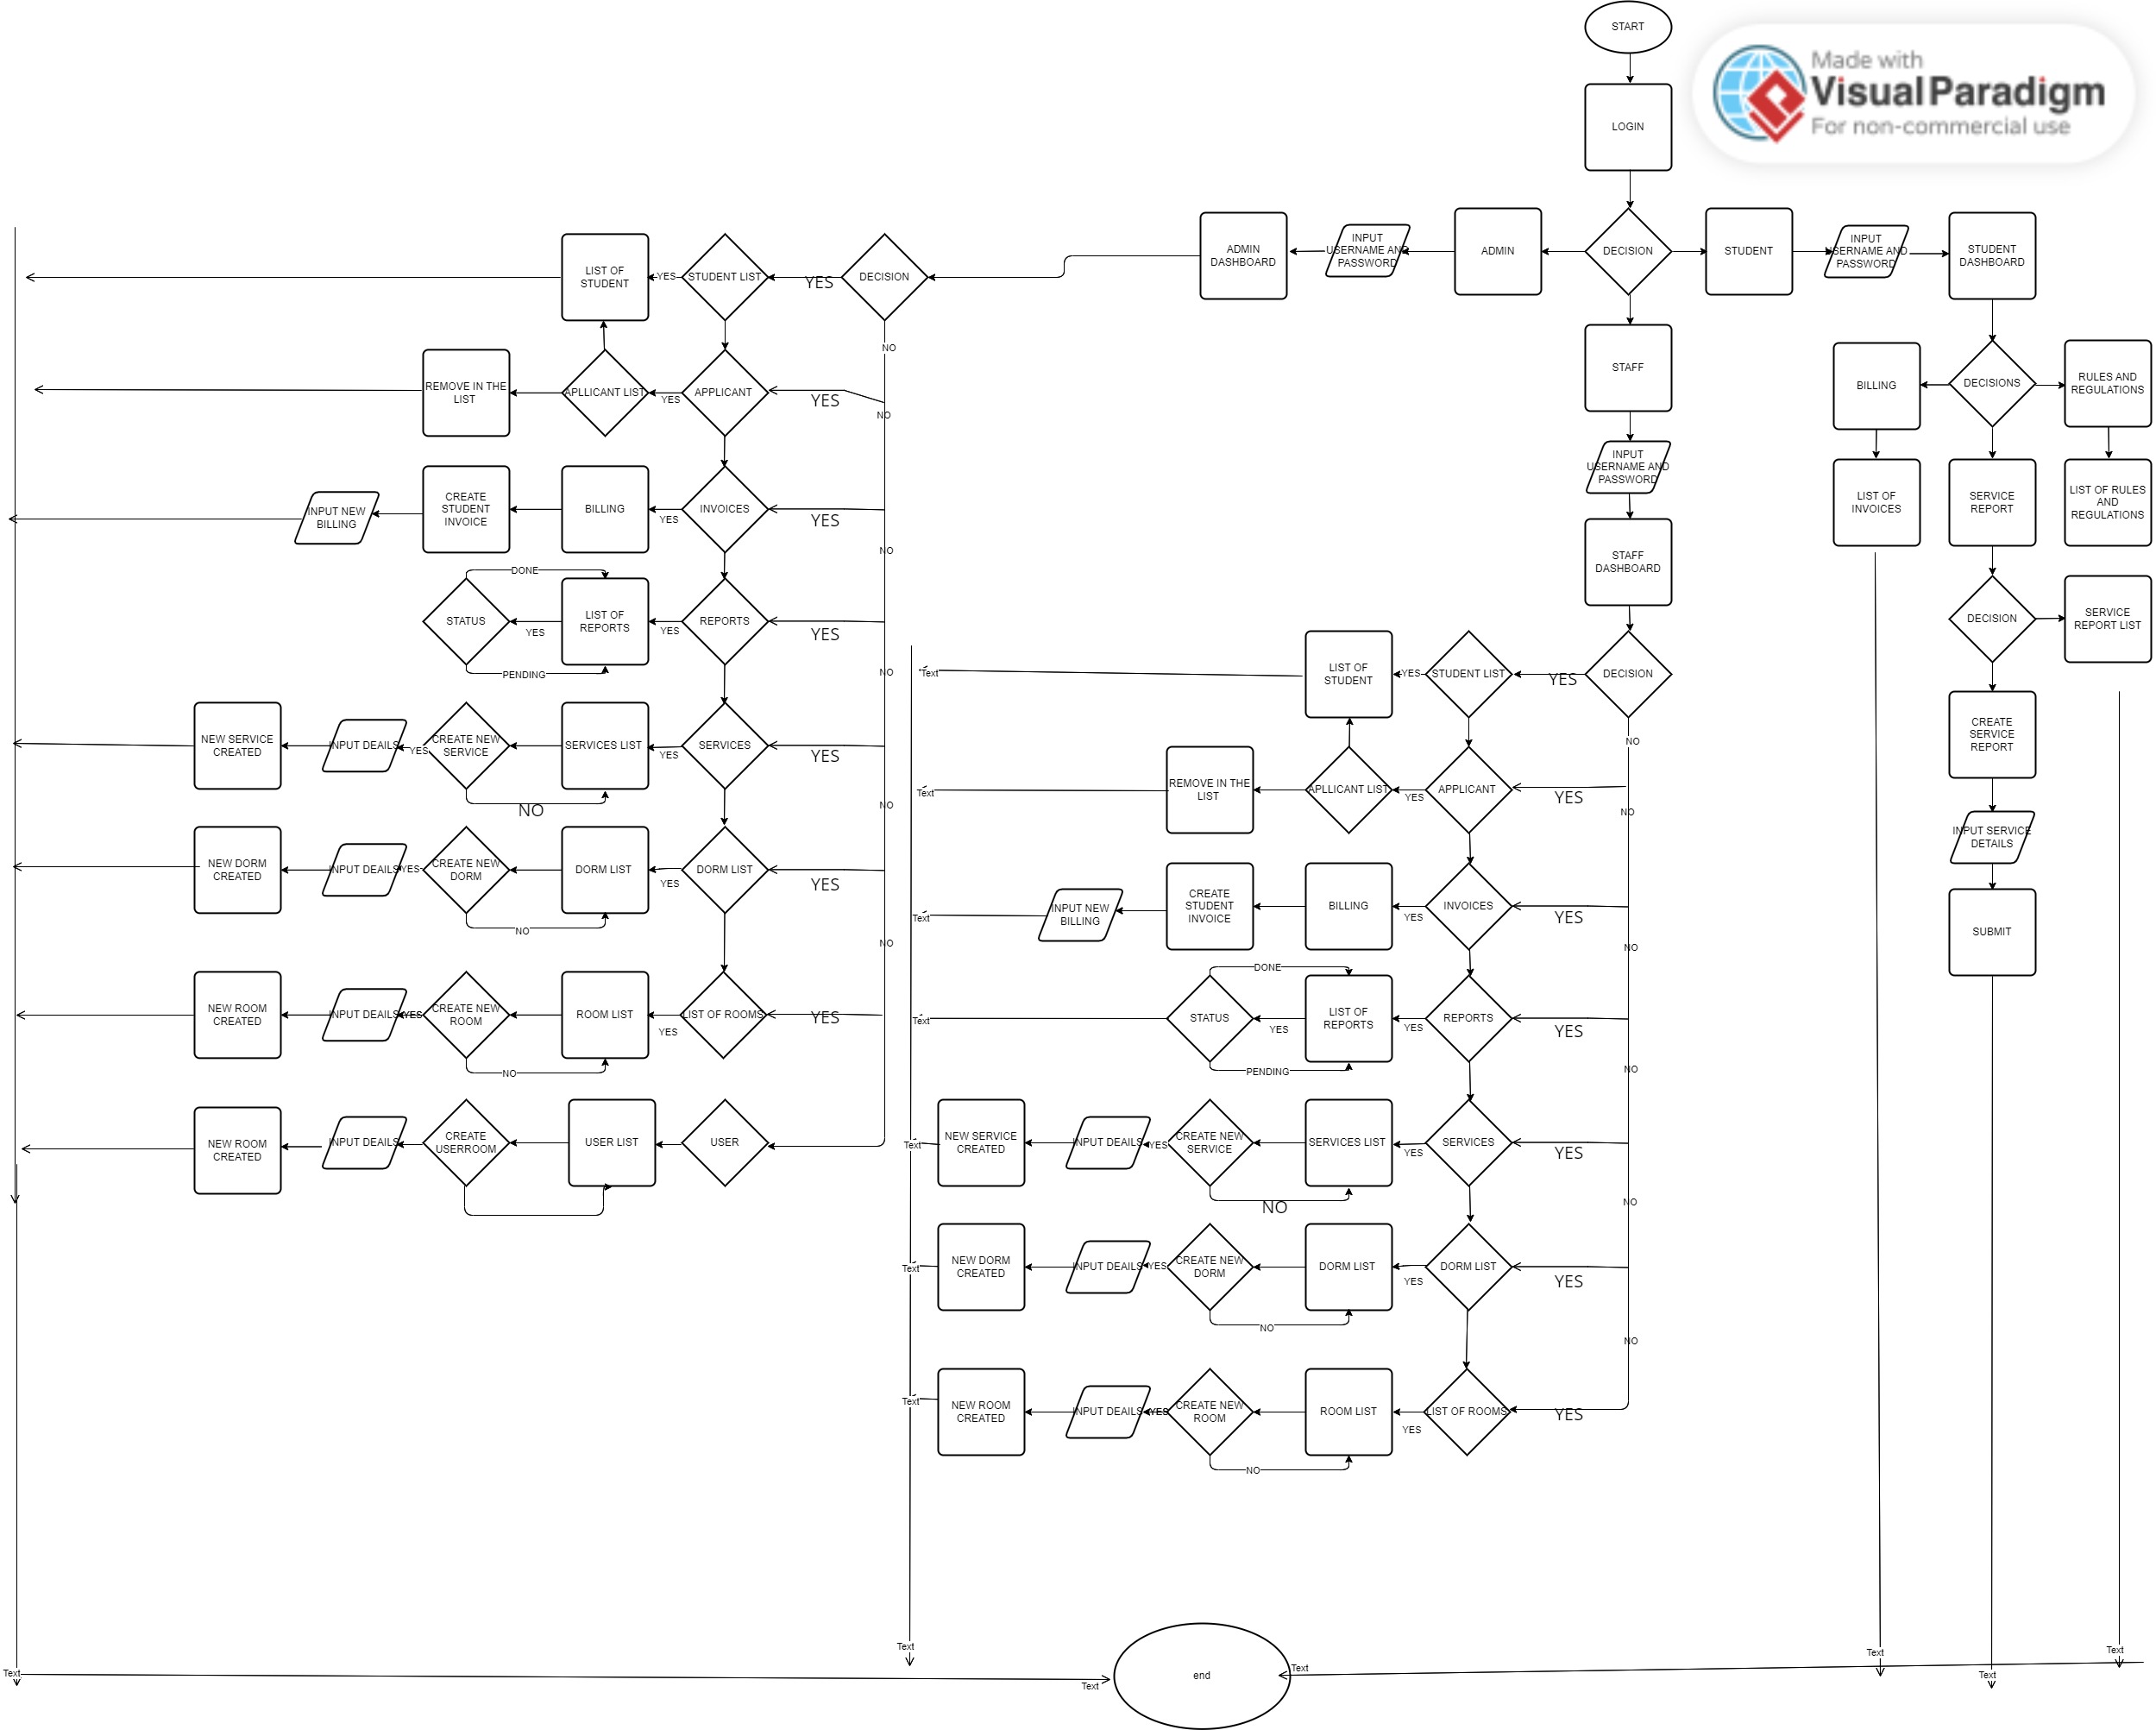 START
Made with
Visual Paradigm
For non-commercial use
LOGIN
DECISION
ADMIN
INPUT
USERNAME AND
PASSWORD
ADMIN
DASHBOARD
STUDENT
INPUT
USERNAME AND
PASSWORD
STUDENT
DASHBOARD
DECISION
YES
STUDENT LIST
YES
LIST OF
STUDENT
NO
STAFF
BILLING
DECISIONS
RULES AND
REGULATIONS
REMOVE IN THE
LIST
APLLICANT LIST
YES
APPLICANT
YES
NO
INPUT
USERNAME AND
PASSWORD
LIST OF
INVOICES
SERVICE
REPORT
LIST OF RULES
AND
REGULATIONS
INPUT NEW
BILLING
CREATE
STUDENT
INVOICE
BILLING
YES
INVOICES
YES
NO
STAFF
DASHBOARD
DONE
STATUS
YES
LIST OF
REPORTS
YES
REPORTS
YES
PENDING
NO
DECISION
SERVICE
REPORT LIST
Text
LIST OF
STUDENT
YES
STUDENT LIST
YES
DECISION
NO
NEW SERVICE
CREATED
INPUT DEAILS
YES
CREATE NEW
SERVICE
SERVICES LIST
YES
SERVICES
YES
NO
NO
CREATE
SERVICE
REPORT
Text
REMOVE IN THE
LIST
APLLICANT LIST
YES
APPLICANT
YES
NO
INPUT SERVICE
DETAILS
NEW DORM
CREATED
INPUT DEAILS
YES
CREATE NEW
DORM
DORM LIST
YES
DORM LIST
YES
NO
NO
Text
INPUT NEW
BILLING
CREATE
STUDENT
INVOICE
BILLING
YES
INVOICES
YES
NO
SUBMIT
NEW ROOM
CREATED
INPUT DEAILS
YES
CREATE NEW
ROOM
ROOM LIST
YES
LIST OF ROOMS
YES
NO
DONE
Text
STATUS
YES
LIST OF
REPORTS
YES
REPORTS
YES
PENDING
NO
NEW ROOM
CREATED
INPUT DEAILS
CREATE
USERROOM
USER LIST
USER
Text
NEW SERVICE
CREATED
INPUT DEAILS
YES
CREATE NEW
SERVICE
SERVICES LIST
YES
SERVICES
YES
NO
NO
Text
NEW DORM
CREATED
INPUT DEAILS
YES
CREATE NEW
DORM
DORM LIST
YES
DORM LIST
YES
NO
NO
Text
NEW ROOM
CREATED
INPUT DEAILS
YES
CREATE NEW
ROOM
ROOM LIST
YES
LIST OF ROOMS
YES
NO
Text
Text
Text
Text
Text
end
Text
Text